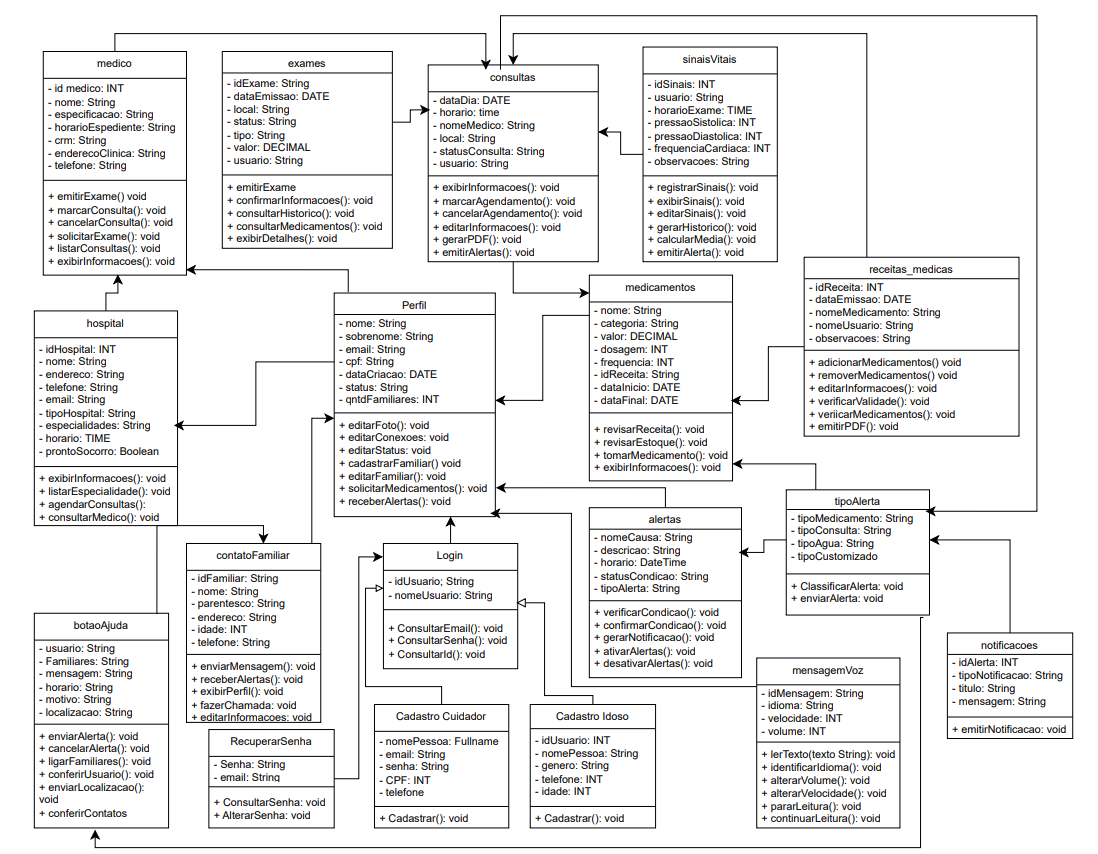 medico
- id medico: INT
- nome: String
- especificacao: String
- horarioEspediente: String
- crm: String
- enderecoClinica: String
- telefone: String
+ emitirExame() void
+ marcarConsulta(): void
+ cancelarConsulta(): void
+ solicitarExame(): void
+ listarConsultas(): void
+ exibirInformacoes(): void
exames
- idExame: String
- dataEmissao: DATE
- local: String
- status: String
- tipo: String
- valor: DECIMAL
- usuario: String
+ emitirExame
+ confirmarInformacoes(): void
+ consultarHistorico(): void
+ consultarMedicamentos(): void
+ exibirDetalhes(): void
consultas
- dataDia: DATE
- horario: time
- nomeMedico: String
- local: String
- statusConsulta: String
- usuario: String
+ exibirInformacoes(): void
+ marcarAgendamento(): void
+ cancelarAgendamento(): void
+ editarInformacoes(): void
+ gerarPDF(): void
+ emitirAlertas(): void
sinaisVitais
- idSinais: INT
- usuario: String
- horarioExame: TIME
- pressaoSistolica: INT
- pressaoDiastolica: INT
- frequenciaCardiaca: INT
- observacoes: String
+ registrarSinais(): void
+ exibirSinais(): void
+ editarSinais(): void
+ gerarHistorico(): void
+ calcularMedia(): void
+ emitirAlerta(): void
receitas_medicas
- idReceita: INT
- dataEmissao: DATE
- nomeMedicamento: String
- nomeUsuario: String
- observacoes: String
+ adicionarMedicamentos() void
+ removerMedicamentos() void
+ editarInformacoes(): void
+ verificarValidade(): void
+ veriicarMedicamentos(): void
+ emitirPDF(): void
hospital
- idHospital: INT
- nome: String
- endereco: String
- telefone: String
- email: String
- tipoHospital: String
- especialidades: String
- horario: TIME
- prontoSocorro: Boolean
+ exibirInformacoes(): void
+ listarEspecialidade(): void
+ agendarConsultas():
+ consultarMedico(): void
Perfil
- nome: String
- sobrenome: String
- email: String
- cpf: String
- dataCriacao: DATE
- status: String
- qntdFamiliares: INT
+ editarFoto(): void
+ editarConexoes: void
+ editarStatus: void
+ cadastrarFamiliar() void
+ editarFamiliar(): void
+ solicitarMedicamentos(): void
+ receberAlertas(): void
medicamentos
- nome: String
- categoria: String
- valor: DECIMAL
- dosagem: INT
- frequencia: INT
- idReceita: String
- dataInicio: DATE
- dataFinal: DATE
+ revisarReceita(): void
+ revisarEstoque(): void
+ tomarMedicamento(): void
+ exibirInformacoes(): void
tipoAlerta
- tipoMedicamento: String
- tipoConsulta: String
- tipoAgua: String
- tipoCustomizado
+ ClassificarAlerta: void
+ enviarAlerta: void
alertas
- nomeCausa: String
- descricao: String
- horario: DateTime
- statusCondicao: String
- tipoAlerta: String
+ verificarCondicao(): void
+ confirmarCondicao(): void
+ gerarNotificacao(): void
+ ativarAlertas(): void
+ desativarAlertas(): void
contatoFamiliar
- idFamiliar: String
- nome: String
- parentesco: String
- endereco: String
- idade: INT
- telefone: String
+ enviarMensagem(): void
+ receberAlertas(): void
+ exibirPerfil(): void
+ fazerChamada(): void
+ editarInformacoes: void
Login
- idUsuario; String
- nomeUsuario: String
+ ConsultarEmail(): void
+ ConsultarSenha(): void
+ ConsultarId(): void
botaoAjuda
- usuario: String
- Familiares: String
- mensagem: String
- horario: String
- motivo: String
- localizacao: String
+ enviarAlerta(): void
+ cancelarAlerta(): void
+ ligarFamiliares(): void
+ conferirUsuario(): void
+ enviarLocalizacao():
void
+ conferirContatos
notificacoes
- idAlerta: INT
- tipoNotificacao: String
- titulo: String
- mensagem: String
+ emitirNotificacao: void
mensagemVoz
- idMensagem: String
- idioma: String
- velocidade: INT
- volume: INT
+ lerTexto(texto String): void
+ identificarIdioma(): void
+ alterarVolume(): void
+ alterarVelocidade(): void
+ pararLeitura(): void
+ continuarLeitura(): void
RecuperarSenha
- Senha: String
- email: String
+ ConsultarSenha: void
+ AlterarSenha: void
Cadastro Cuidador
- nomePessoa: Fullname
- email: String
- senha: String
- CPF: INT
- telefone
+ Cadastrar(): void
Cadastro Idoso
- idUsuario: INT
- nomePessoa: String
- genero: String
- telefone: INT
- idade: INT
+ Cadastrar(): void